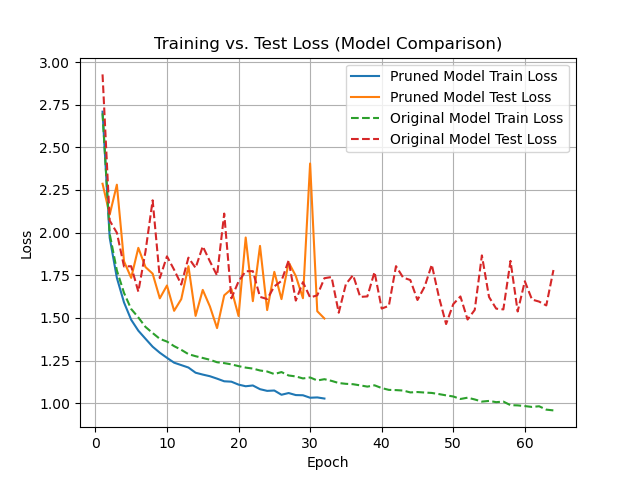 Training vs. Test Loss (Model Comparison)
Pruned Model Train Loss
Pruned Model Test Loss
Original Model Train Loss
Original Model Test Loss
3.00
2.75
2.50
2.25
2.00
1.75
1.50
1.25
1.00
Loss
0 10 20 30 40 50 60
Epoch